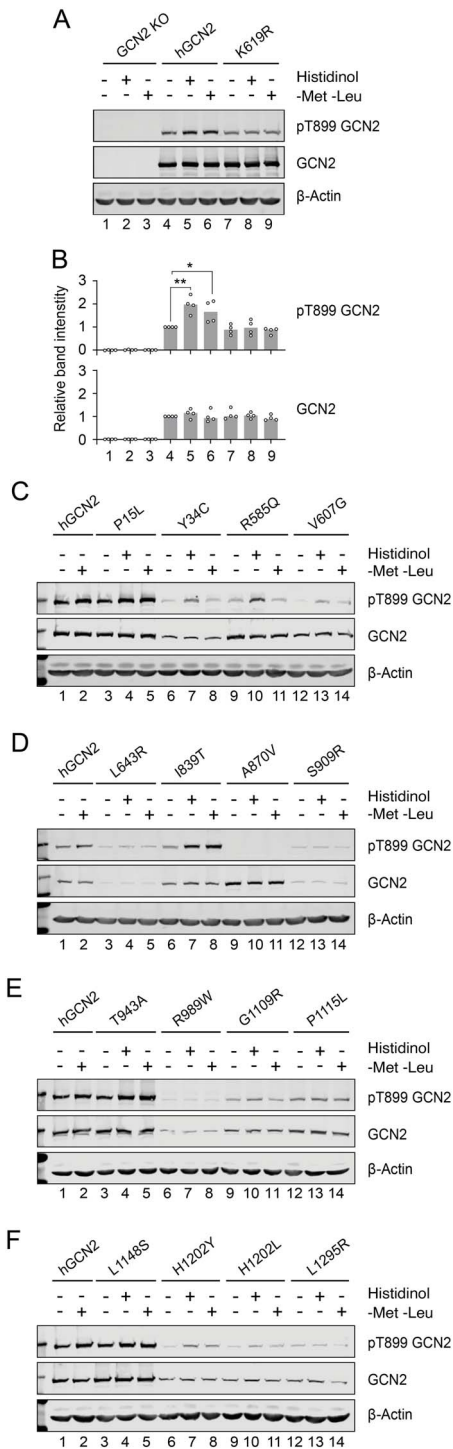 A
GCN2 KO hGCN2 K619R
- + - - + - - + - Histidinol
- - + - - + - - + -Met -Leu
pT899 GCN2
GCN2
β-Actin
1 2 3 4 5 6 7 8 9
B
Relative band intenstity
3
2
1
0
** *
pT899 GCN2
3
2
1
0
GCN2
1 2 3 4 5 6 7 8 9
C
hGCN2 P15L Y34C R585Q V607G
- - - + - - + - - + - - + - Histidinol
- + - - + - - + - - + - - + -Met -Leu
pT899 GCN2
GCN2
β-Actin
1 2 3 4 5 6 7 8 9 10 11 12 13 14
D
hGCN2 L643R I839T A870V S909R
- - - + - - + - - + - - + - Histidinol
- + - - + - - + - - + - - + -Met -Leu
pT899 GCN2
GCN2
β-Actin
1 2 3 4 5 6 7 8 9 10 11 12 13 14
E
hGCN2 T943A R989W G1109R P1115L
- - - + - - + - - + - - + - Histidinol
- + - - + - - + - - + - - + -Met -Leu
pT899 GCN2
GCN2
β-Actin
1 2 3 4 5 6 7 8 9 10 11 12 13 14
F
hGCN2 L1148S H1202Y H1202L L1295R
- - - + - - + - - + - - + - Histidinol
- + - - + - - + - - + - - + -Met -Leu
pT899 GCN2
GCN2
β-Actin
1 2 3 4 5 6 7 8 9 10 11 12 13 14